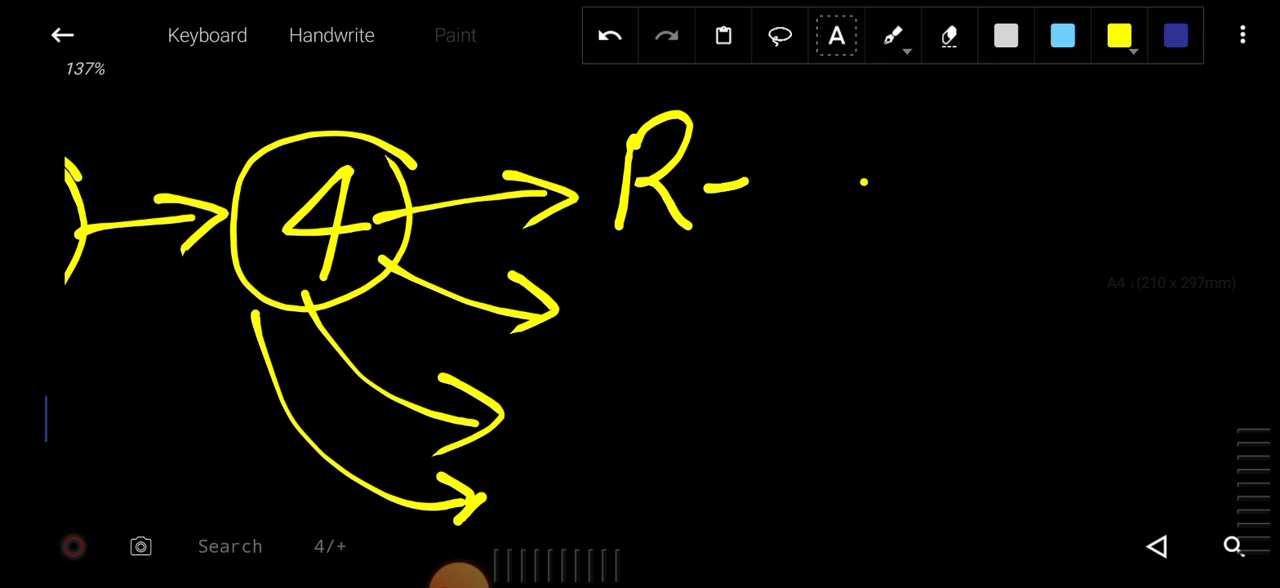 Keyboard Handwrite Paint A
137%
4 R-
A4 ↓(210 x 297mm)
Search 4/+